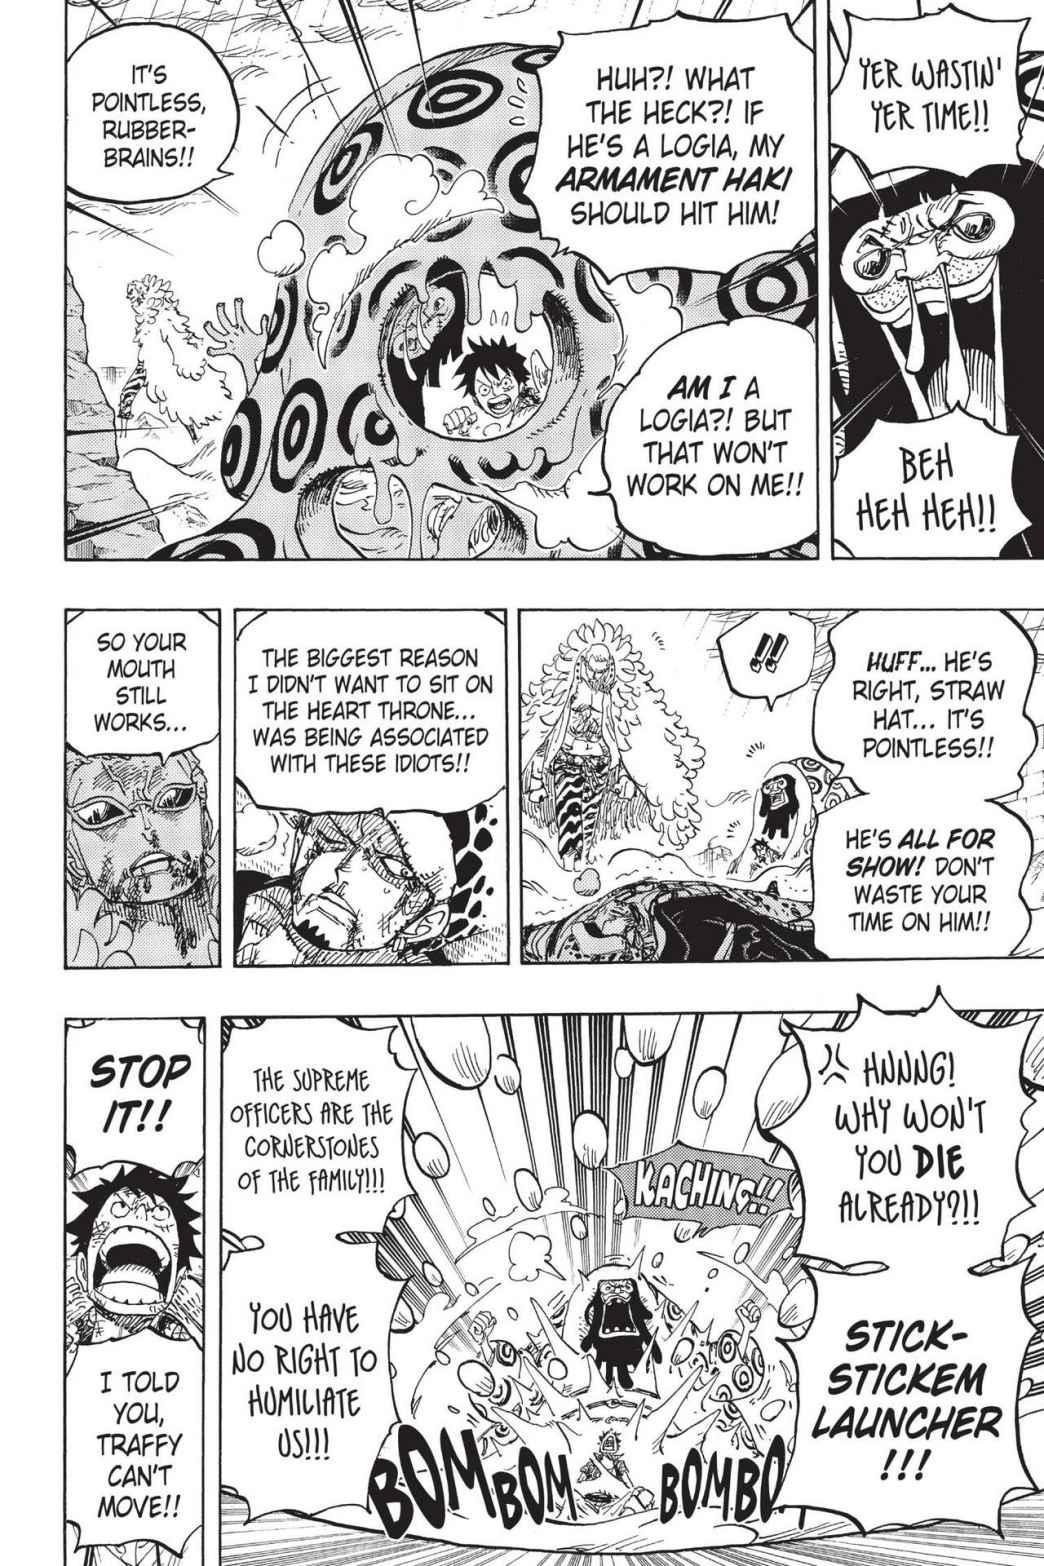 YER WASTIN'
YER TIME!!
BEH
HEH HEH!!
HUH?! WHAT
THE HECK?! IF
HE'S A LOGIA, MY
ARMAMENT HAKI
SHOULD HIT HIM!
AM I A
LOGIA?! BUT
THAT WON'T
WORK ON ME!!
IT'S
POINTLESS,
RUBBER-
BRAINS!!
HUFF... HE'S
RIGHT, STRAW
HAT... IT'S
POINTLESS!!
HE'S ALL FOR
SHOW! DON'T
WASTE YOUR
TIME ON HIM!!
!!
THE BIGGEST REASON
I DIDN'T WANT TO SIT ON
THE HEART THRONE...
WAS BEING ASSOCIATED
WITH THESE IDIOTS!!
SO YOUR
MOUTH
STILL
WORKS...
HNNNG!
WHY WON'T
YOU DIE
ALREADY?!!
STICK-
STICKEM
LAUNCHER
!!!
KACHING!!
BOMBOM
BOMBO
THE SUPREME
OFFICERS ARE THE
CORNERSTONES
OF THE FAMILY!!!
YOU HAVE
NO RIGHT TO
HUMILIATE
US!!!
STOP
IT!!
I TOLD
YOU,
TRAFFY
CAN'T
MOVE!!